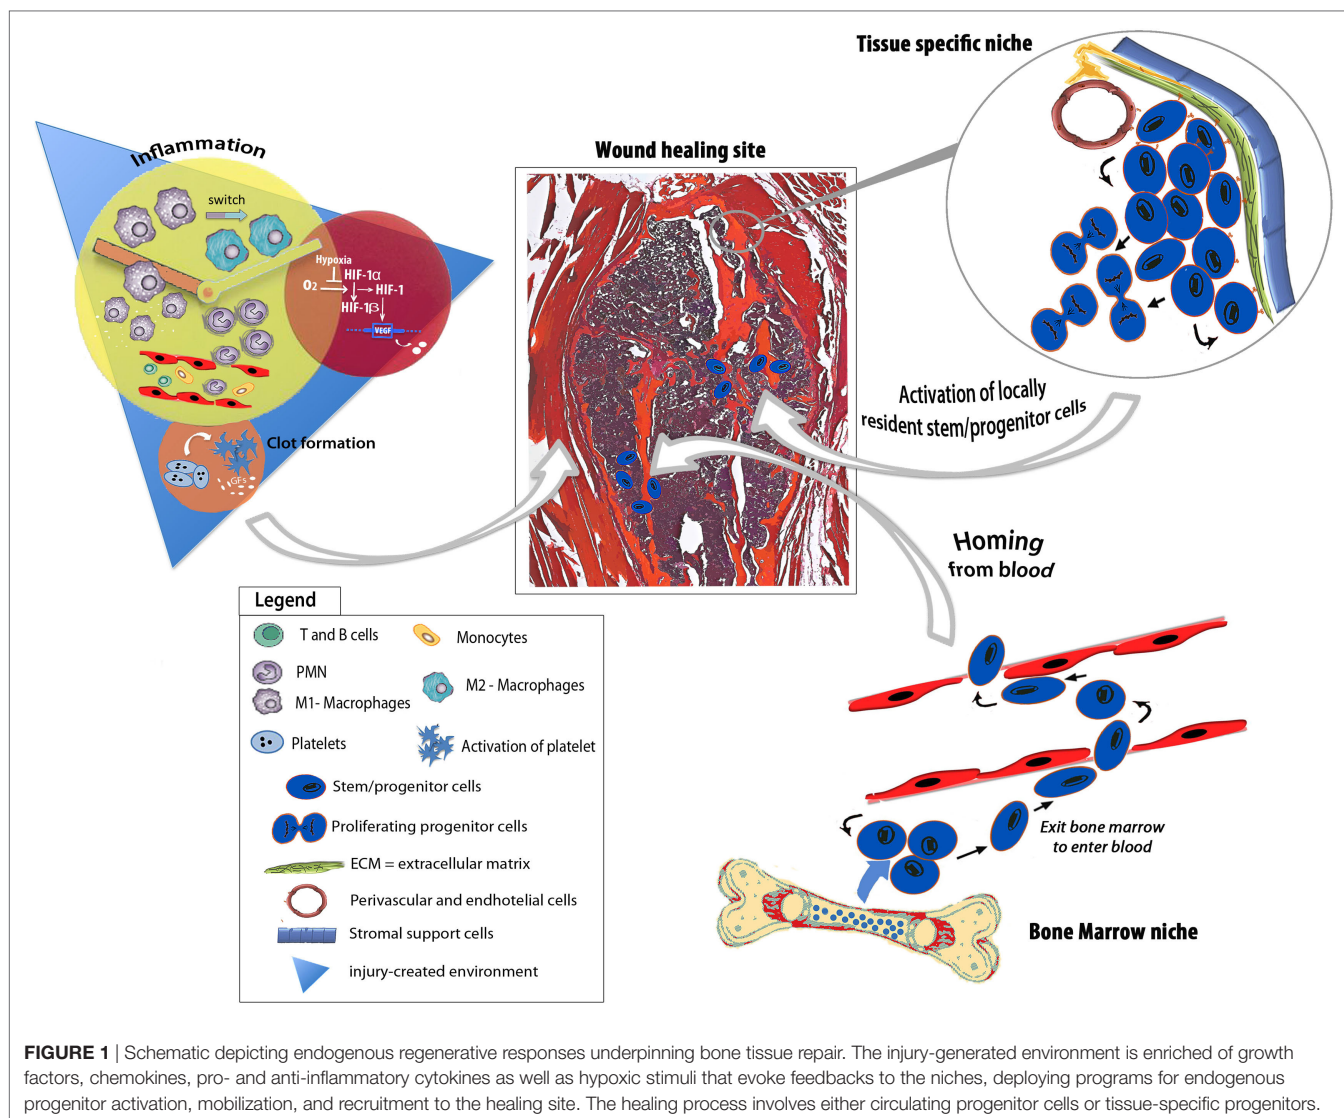 Tissue specific niche
Wound healing site
Inflammation
switch
Hypoxia
HIF-1α
O₂
HIF-1
HIF-1β
VEGF
Clot formation
GFs
Activation of locally
resident stem/progenitor cells
Homing
from blood
Exit bone marrow
to enter blood
Bone Marrow niche
Legend
T and B cells
Monocytes
PMN
M1- Macrophages
M2 - Macrophages
Platelets
Activation of platelet
Stem/progenitor cells
Proliferating progenitor cells
ECM = extracellular matrix
Perivascular and endhotelial cells
Stromal support cells
injury-created environment
FIGURE 1 | Schematic depicting endogenous regenerative responses underpinning bone tissue repair. The injury-generated environment is enriched of growth
factors, chemokines, pro- and anti-inflammatory cytokines as well as hypoxic stimuli that evoke feedbacks to the niches, deploying programs for endogenous
progenitor activation, mobilization, and recruitment to the healing site. The healing process involves either circulating progenitor cells or tissue-specific progenitors.